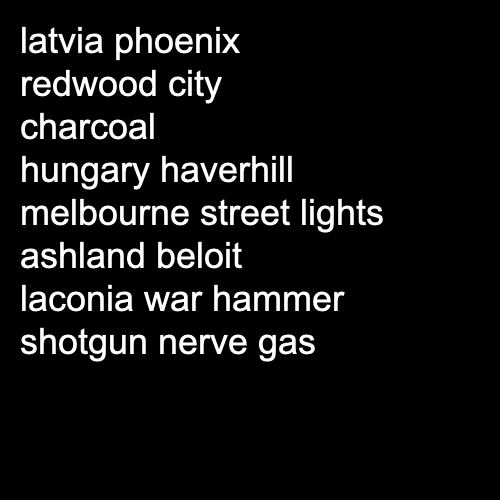 latvia phoenix
redwood city
charcoal
hungary haverhill
melbourne street lights
ashland beloit
laconia war hammer
shotgun nerve gas